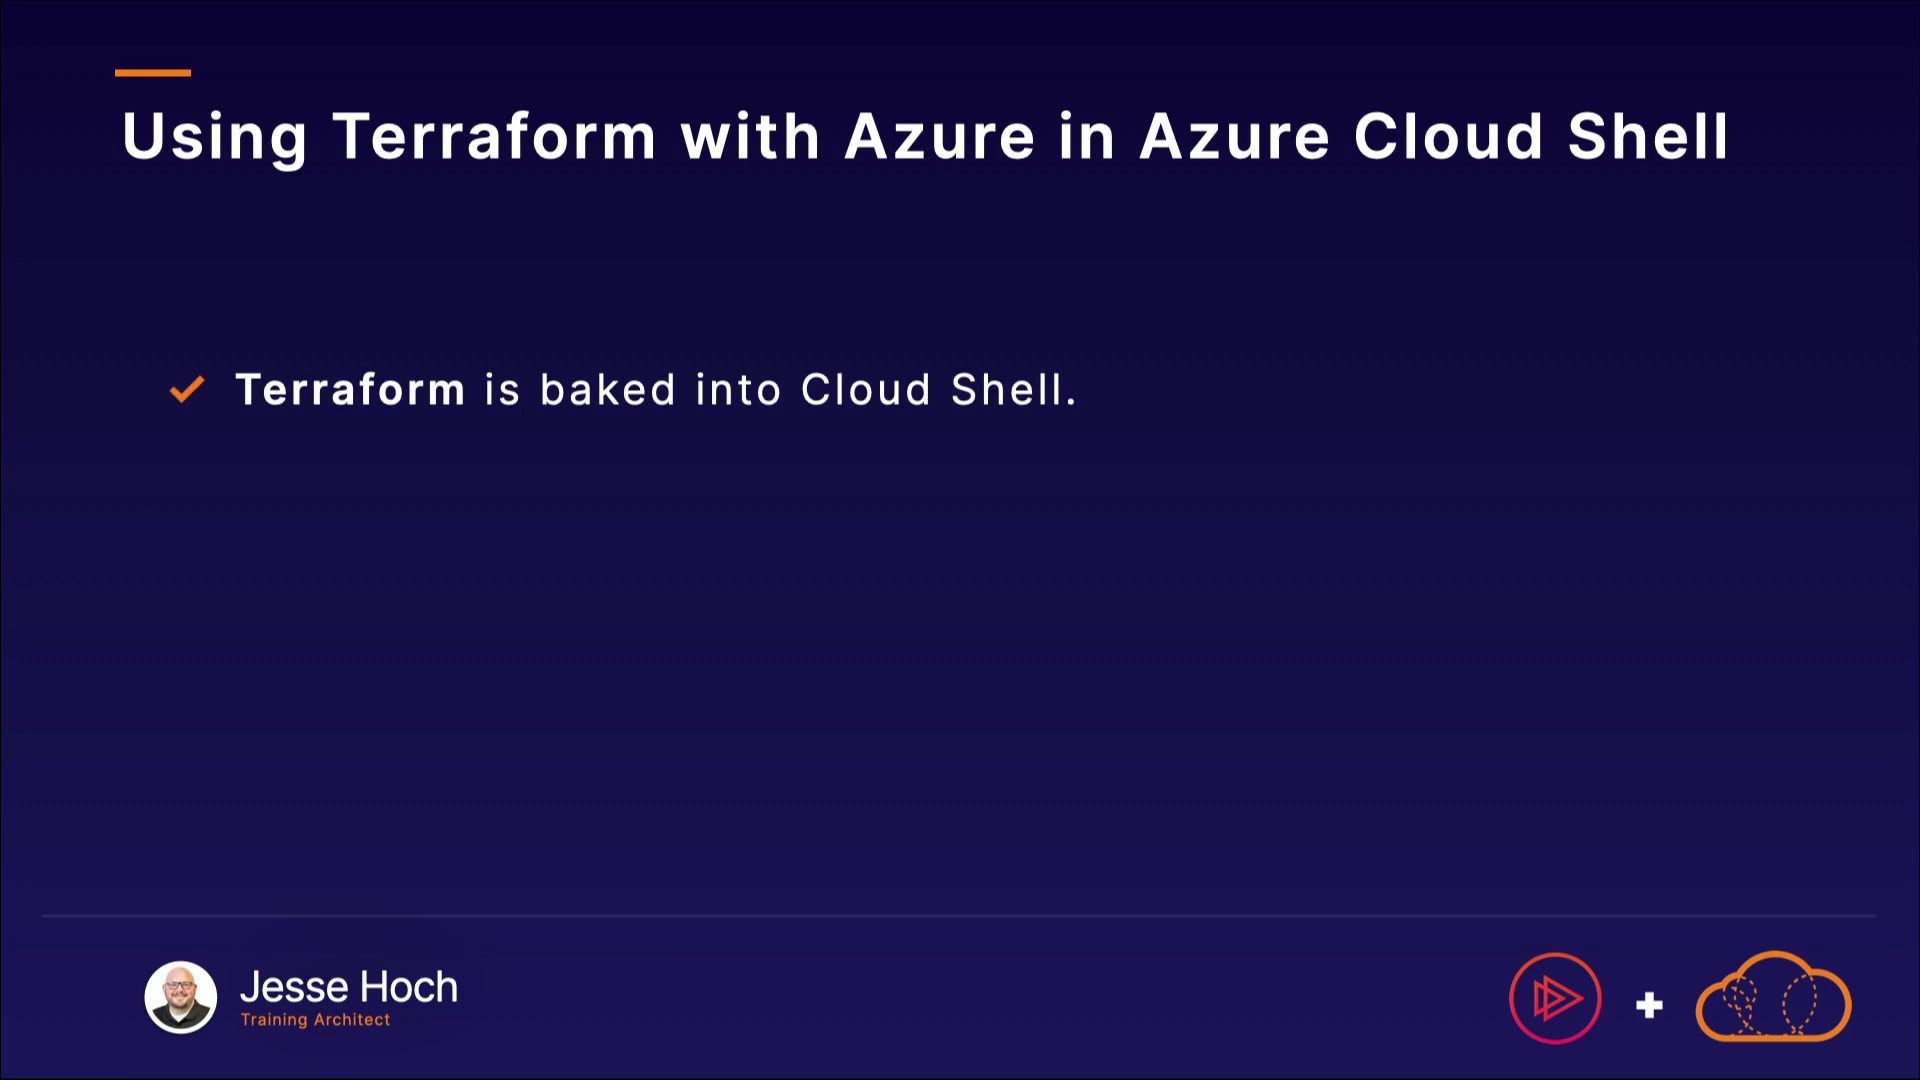 Using Terraform with Azure in Azure Cloud Shell
Terraform is baked into Cloud Shell.
Jesse Hoch
Training Architect